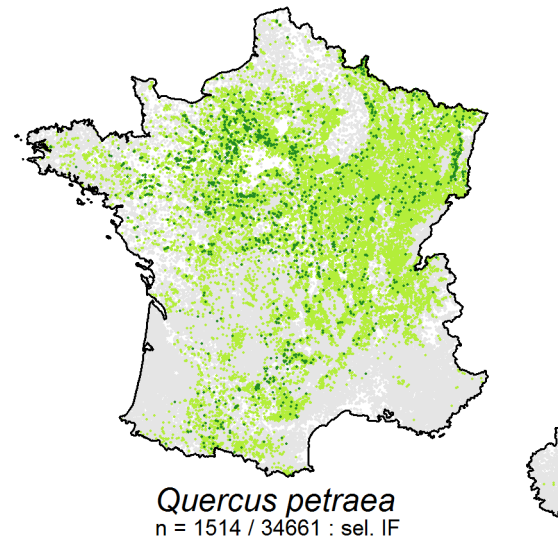 Quercus petraea
n = 1514 / 34661 : sel. IF